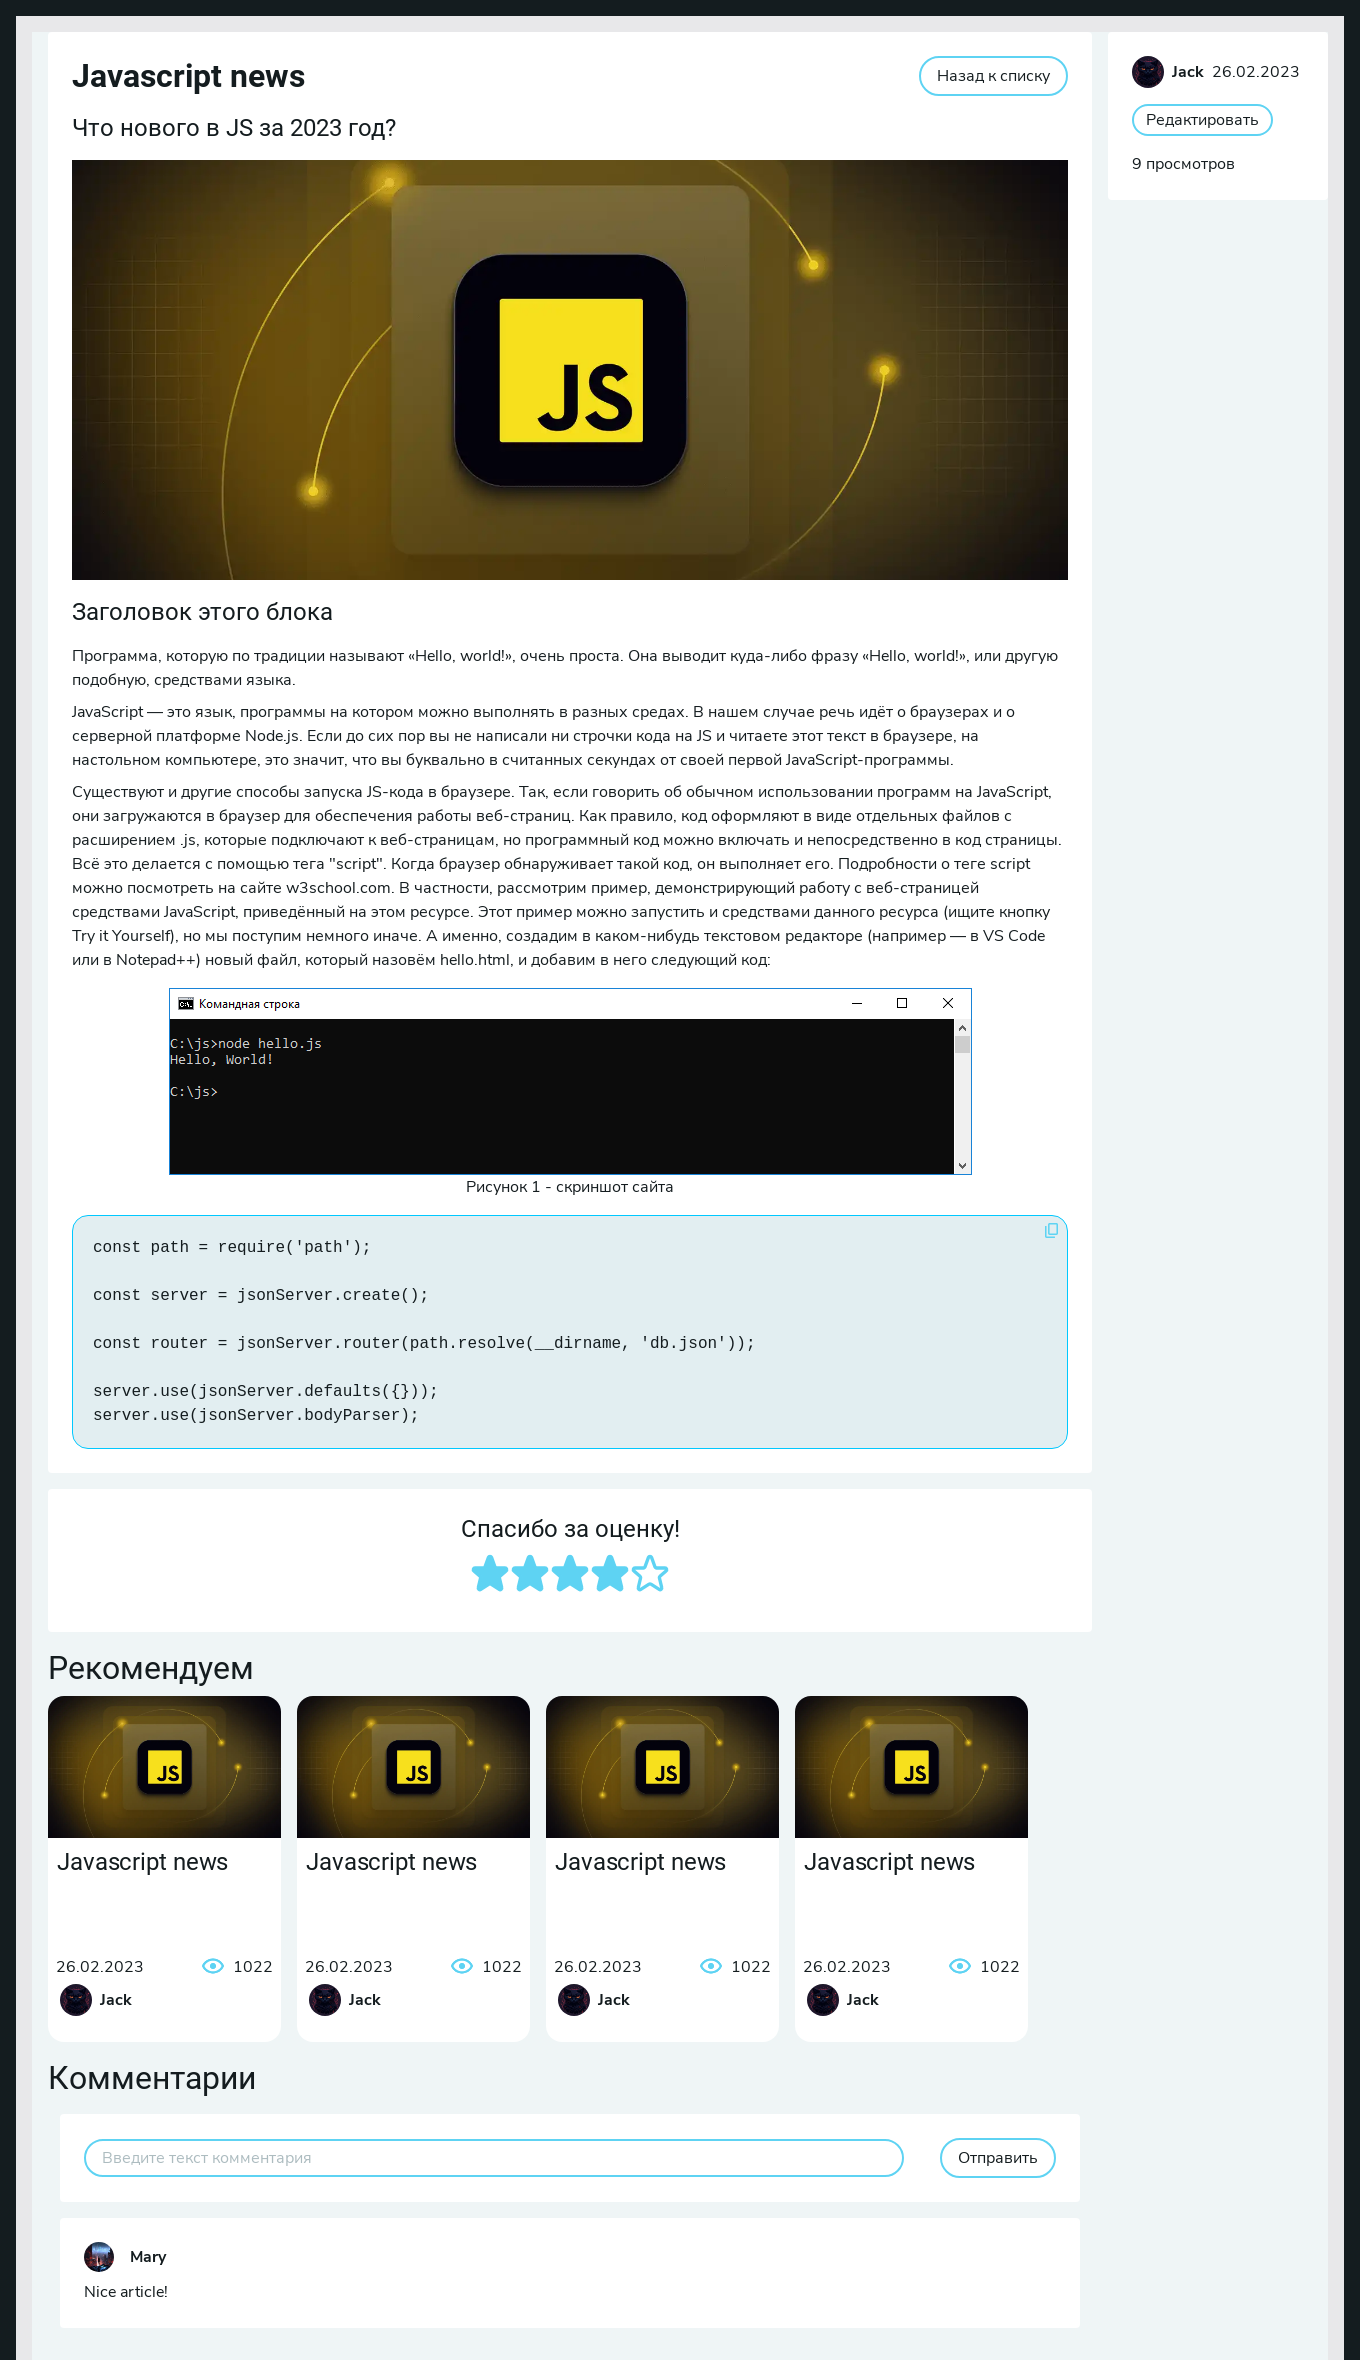 Javascript news
Назад к списку
Что нового в JS за 2023 год?
JS
Заголовок этого блока
Программа, которую по традиции называют «Hello, world!», очень проста. Она выводит куда-либо фразу «Hello, world!», или другую
подобную, средствами языка.
JavaScript — это язык, программы на котором можно выполнять в разных средах. В нашем случае речь идёт о браузерах и о
серверной платформе Node.js. Если до сих пор вы не написали ни строчки кода на JS и читаете этот текст в браузере, на
настольном компьютере, это значит, что вы буквально в считанных секундах от своей первой JavaScript-программы.
Существуют и другие способы запуска JS-кода в браузере. Так, если говорить об обычном использовании программ на JavaScript,
они загружаются в браузер для обеспечения работы веб-страниц. Как правило, код оформляют в виде отдельных файлов с
расширением .js, которые подключают к веб-страницам, но программный код можно включать и непосредственно в код страницы.
Всё это делается с помощью тега "script". Когда браузер обнаруживает такой код, он выполняет его. Подробности о теге script
можно посмотреть на сайте w3school.com. В частности, рассмотрим пример, демонстрирующий работу с веб-страницей
средствами JavaScript, приведённый на этом ресурсе. Этот пример можно запустить и средствами данного ресурса (ищите кнопку
Try it Yourself), но мы поступим немного иначе. А именно, создадим в каком-нибудь текстовом редакторе (например — в VS Code
или в Notepad++) новый файл, который назовём hello.html, и добавим в него следующий код:
Командная строка
C:\js>node hello.js
Hello, World!
C:\js>
Рисунок 1 - скриншот сайта
const path = require('path');
const server = jsonServer.create();
const router = jsonServer.router(path.resolve(__dirname, 'db.json'));
server.use(jsonServer.defaults({}));
server.use(jsonServer.bodyParser);
Jack 26.02.2023
Редактировать
9 просмотров
Спасибо за оценку!
Рекомендуем
JS
Javascript news
26.02.2023 1022
Jack
JS
Javascript news
26.02.2023 1022
Jack
JS
Javascript news
26.02.2023 1022
Jack
JS
Javascript news
26.02.2023 1022
Jack
Комментарии
Введите текст комментария
Отправить
Mary
Nice article!